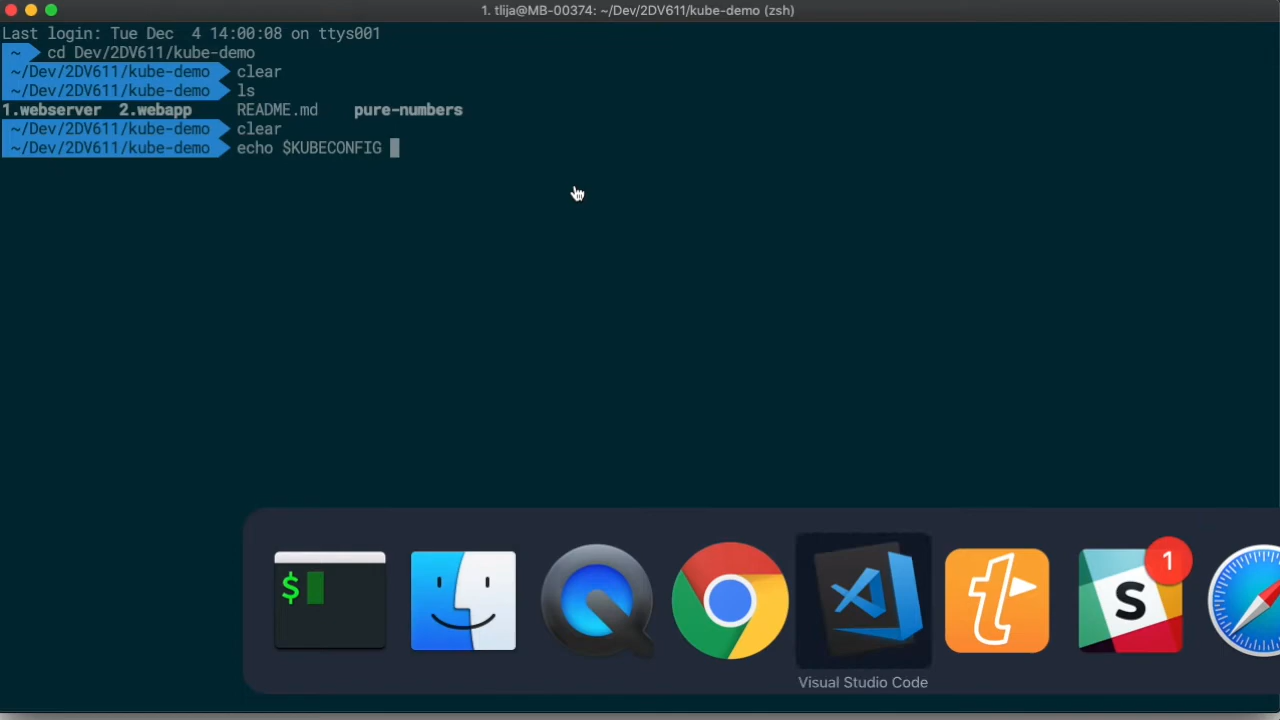 1. tlija@MB-00374: ~/Dev/2DV611/kube-demo (zsh)
Last login: Tue Dec  4 14:00:08 on ttys001
~ cd Dev/2DV611/kube-demo
~/Dev/2DV611/kube-demo clear
~/Dev/2DV611/kube-demo ls
1.webserver 2.webapp README.md pure-numbers
~/Dev/2DV611/kube-demo clear
~/Dev/2DV611/kube-demo echo $KUBECONFIG
$
1
S
t
Visual Studio Code